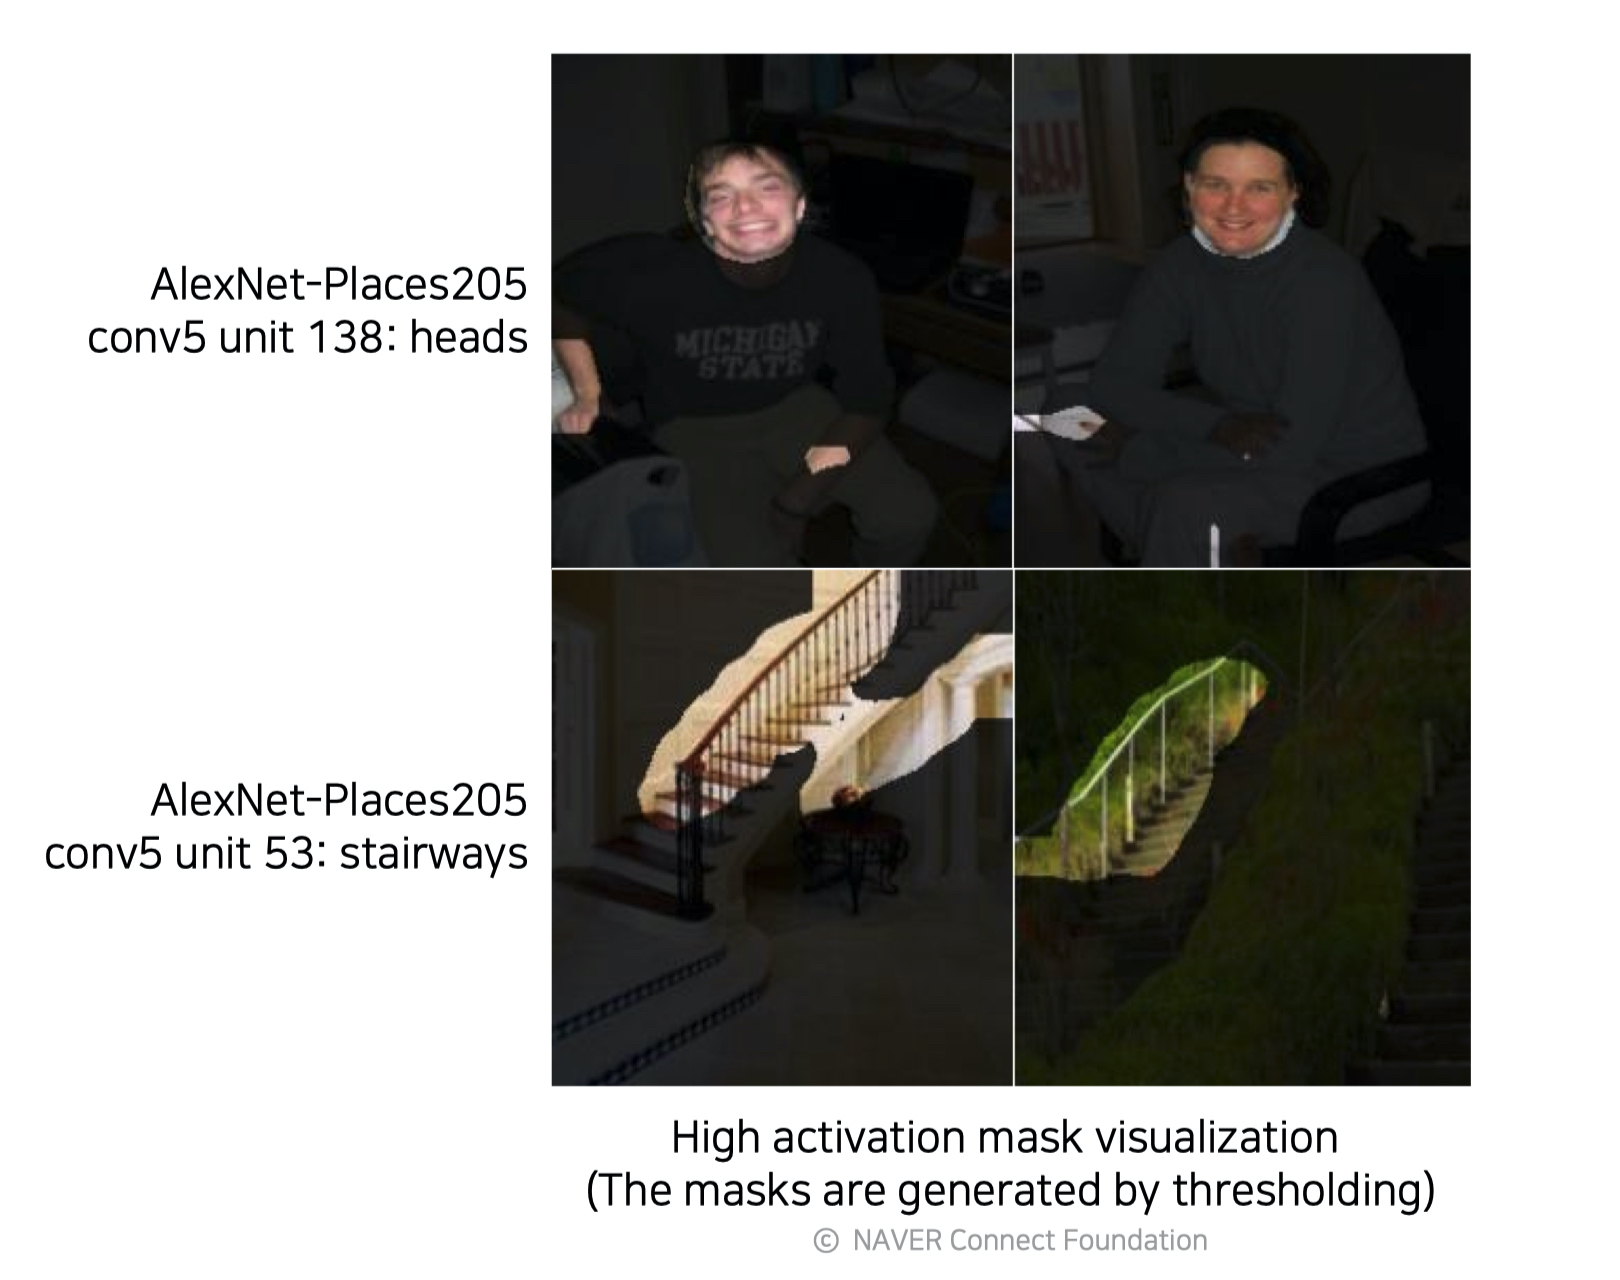 AlexNet-Places205
conv5 unit 138: heads
MICHIGAN
STATE
AlexNet-Places205
conv5 unit 53: stairways
High activation mask visualization
(The masks are generated by thresholding)
© NAVER Connect Foundation